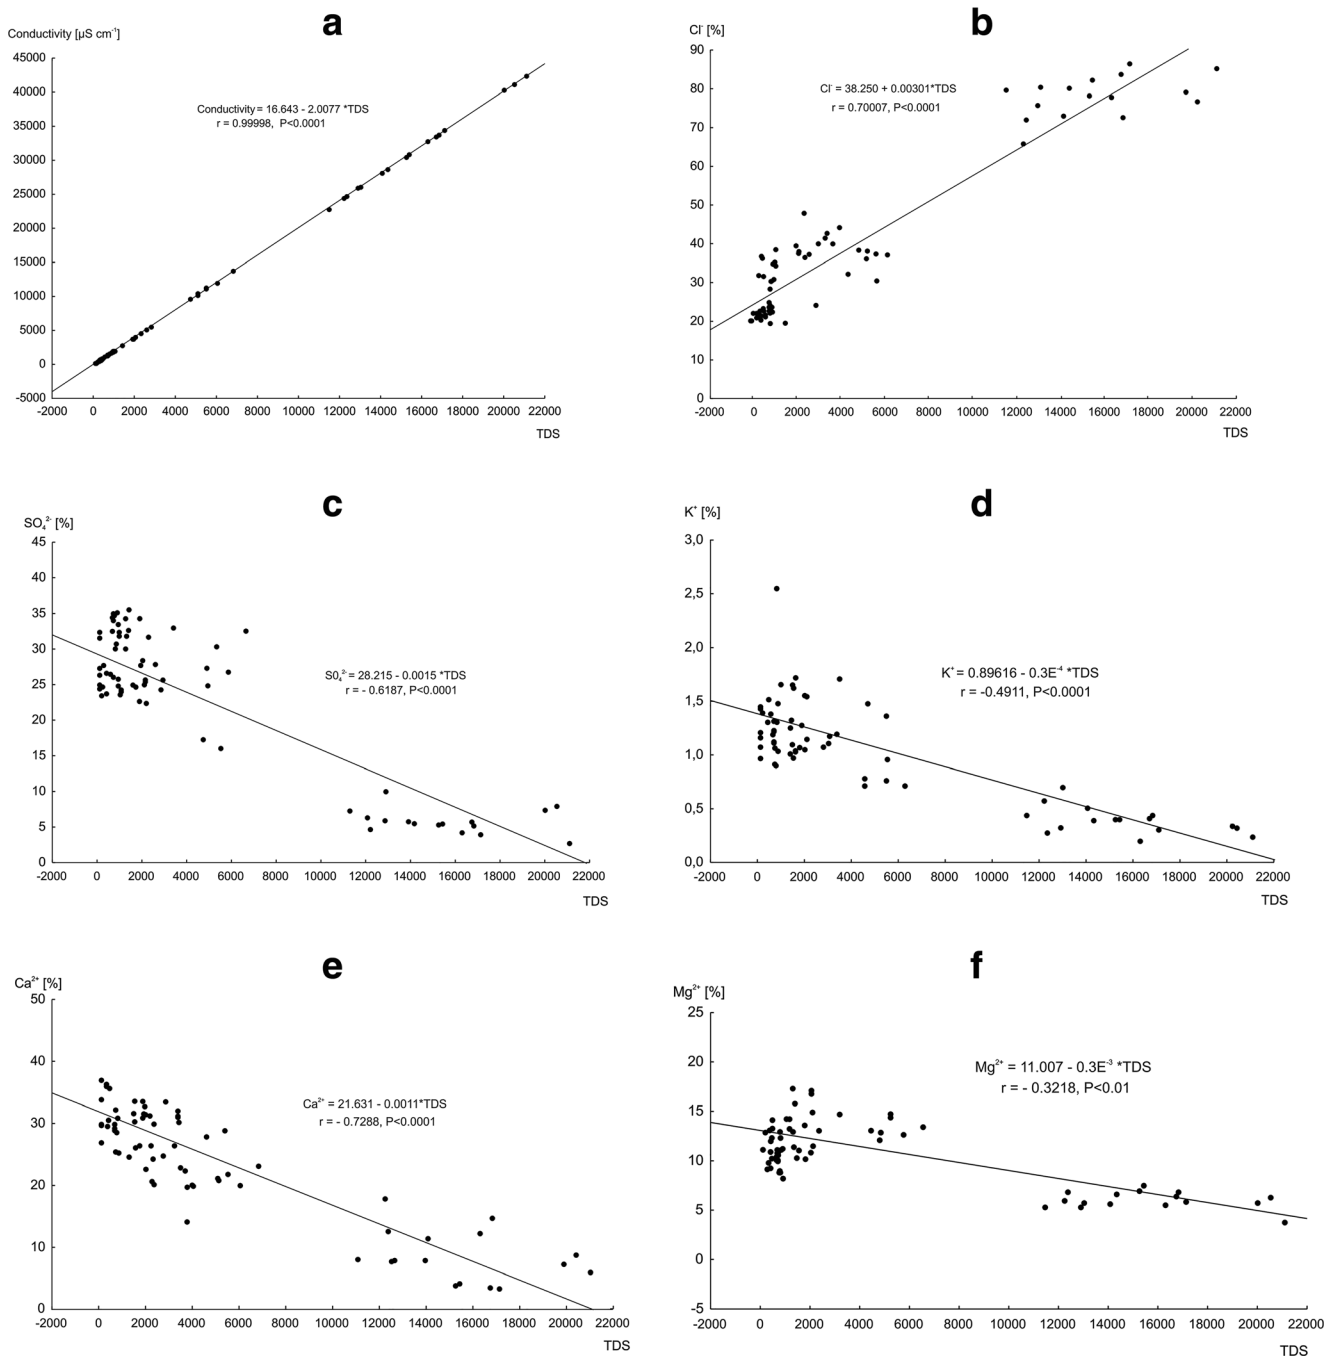 a
Conductivity [µS cm⁻¹]
45000
40000
35000
30000
25000
20000
15000
10000
5000
0
-5000
Conductivity = 16.643 - 2.0077 *TDS
r = 0.99998, P<0.0001
-2000 0 2000 4000 6000 8000 10000 12000 14000 16000 18000 20000 22000
TDS
b
Cl⁻ [%]
90
80
70
60
50
40
30
20
10
0
Cl⁻ = 38.250 + 0.00301*TDS
r = 0.70007, P<0.0001
-2000 0 2000 4000 6000 10000 12000 14000 16000 18000 20000 22000
TDS
c
SO₄²⁻ [%]
45
40
35
30
25
20
15
10
5
0
S0₄²⁻ = 28.215 - 0.0015 *TDS
r = - 0.6187, P<0.0001
-2000 0 2000 4000 6000 8000 10000 12000 14000 16000 18000 20000 22000
TDS
d
K⁺ [%]
3,0
2,5
2,0
1,5
1,0
0,5
0,0
K⁺ = 0.89616 - 0.3E⁻⁴ *TDS
r = -0.4911, P<0.0001
-2000 0 2000 4000 6000 8000 10000 12000 14000 16000 18000 20000 22000
TDS
e
Ca²⁺ [%]
50
40
30
20
10
0
Ca²⁺ = 21.631 - 0.0011*TDS
r = - 0.7288, P<0.0001
-2000 0 2000 4000 6000 8000 10000 12000 14000 16000 18000 20000 22000
TDS
f
Mg²⁺ [%]
25
20
15
10
5
0
-5
Mg²⁺ = 11.007 - 0.3E⁻³ *TDS
r = - 0.3218, P<0.01
-2000 0 2000 4000 6000 8000 10000 12000 14000 16000 18000 20000 22000
TDS